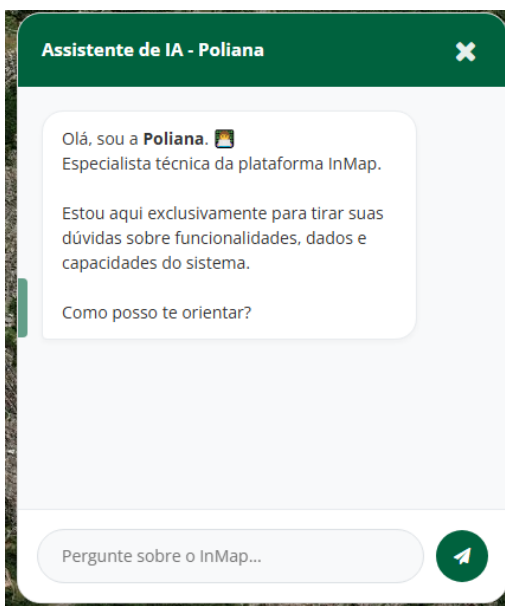 Assistente de IA - Poliana
Olá, sou a Poliana.
Especialista técnica da plataforma InMap.
Estou aqui exclusivamente para tirar suas
dúvidas sobre funcionalidades, dados e
capacidades do sistema.
Como posso te orientar?
Pergunte sobre o InMap...